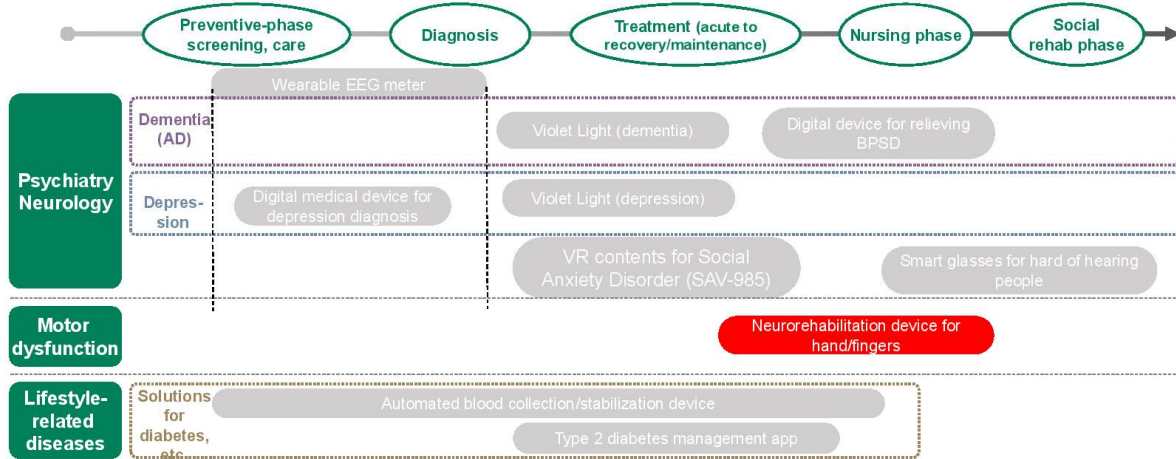 Preventive-phase
screening, care
Diagnosis
Treatment (acute to
recovery/maintenance)
Nursing phase
Social
rehab phase
Wearable EEG meter
Psychiatry
Neurology
Dementia
(AD)
Violet Light (dementia)
Digital device for relieving
BPSD
Depres-
sion
Digital medical device for
depression diagnosis
Violet Light (depression)
VR contents for Social
Anxiety Disorder (SAV-985)
Smart glasses for hard of hearing
people
Motor
dysfunction
Neurorehabilitation device for
hand/fingers
Lifestyle-
related
diseases
Solutions
for
diabetes,
etc
Automated blood collection/stabilization device
Type 2 diabetes management app